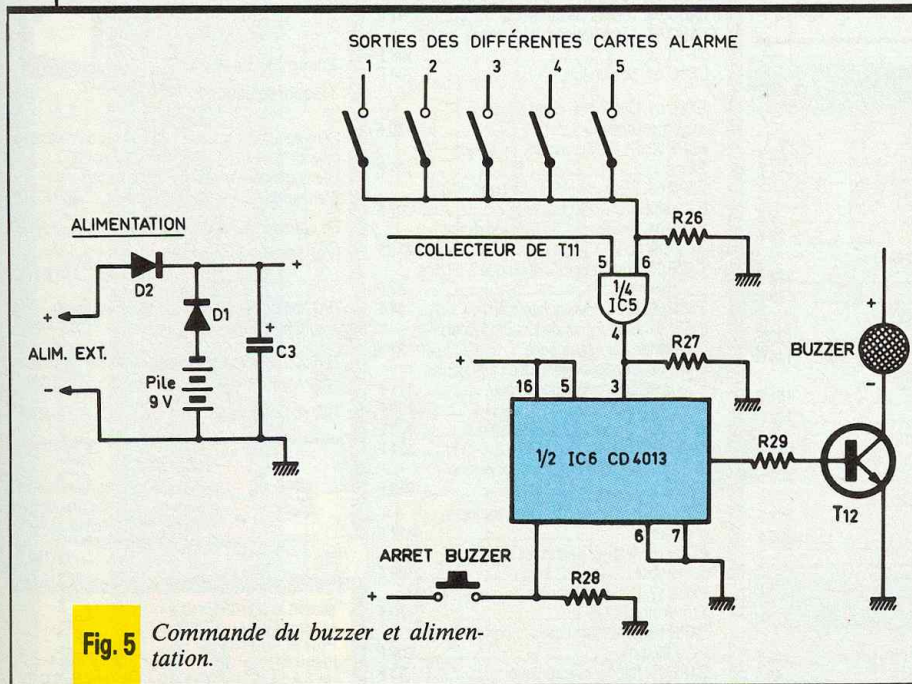 SORTIES DES DIFFÉRENTES CARTES ALARME
1 2 3 4 5
ALIMENTATION
R26
COLLECTEUR DE T11
5 6
1/4
IC5
4
D2
+
D1
+
+
C3
ALIM. EXT.
-
Pile
9 V
R27
+
16 5 3
+
BUZZER
-
1/2 IC6 CD4013
R29
T12
6 7
ARRET BUZZER
+
R28
Fig. 5 Commande du buzzer et alimen-
tation.